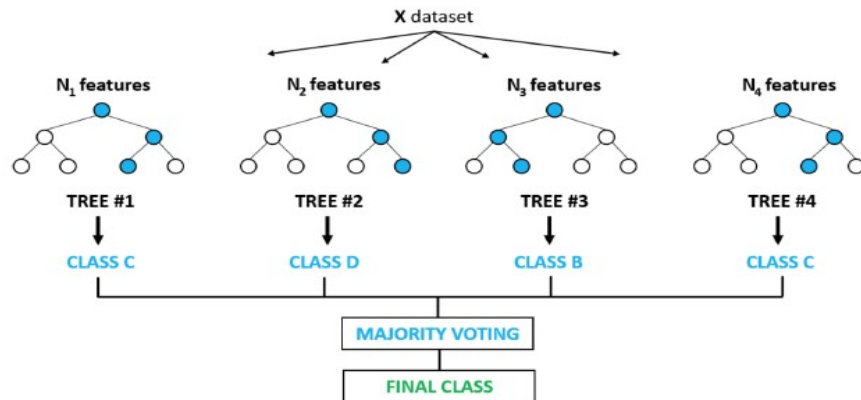 X dataset
N₁ features N₂ features N₃ features N₄ features
TREE #1 TREE #2 TREE #3 TREE #4
CLASS C CLASS D CLASS B CLASS C
MAJORITY VOTING
FINAL CLASS